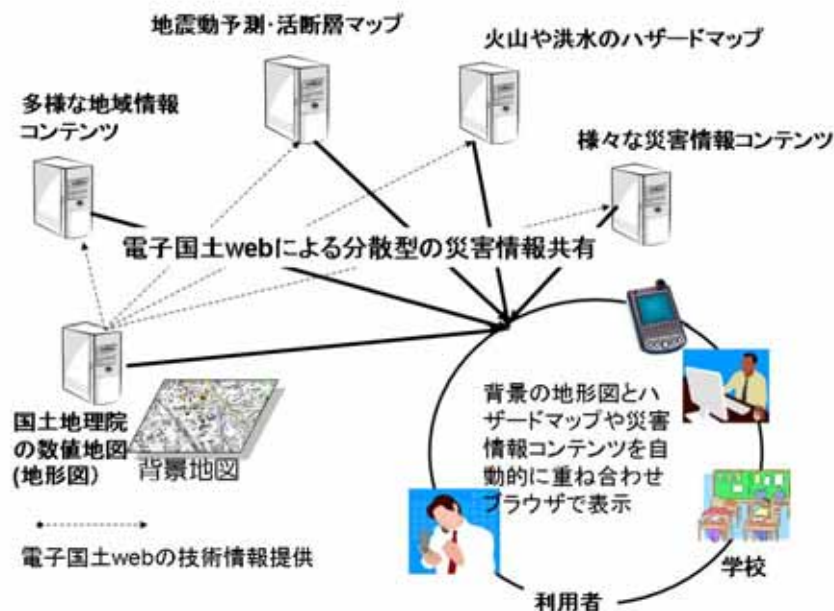 地震動予測・活断層マップ
火山や洪水のハザードマップ
多様な地域情報
コンテンツ
様々な災害情報コンテンツ
電子国土webによる分散型の災害情報共有
国土地理院
の数値地図
(地形図)
背景地図
背景の地形図とハ
ザードマップや災害
情報コンテンツを自
動的に重ね合わせ
ブラウザで表示
学校
利用者
電子国土webの技術情報提供